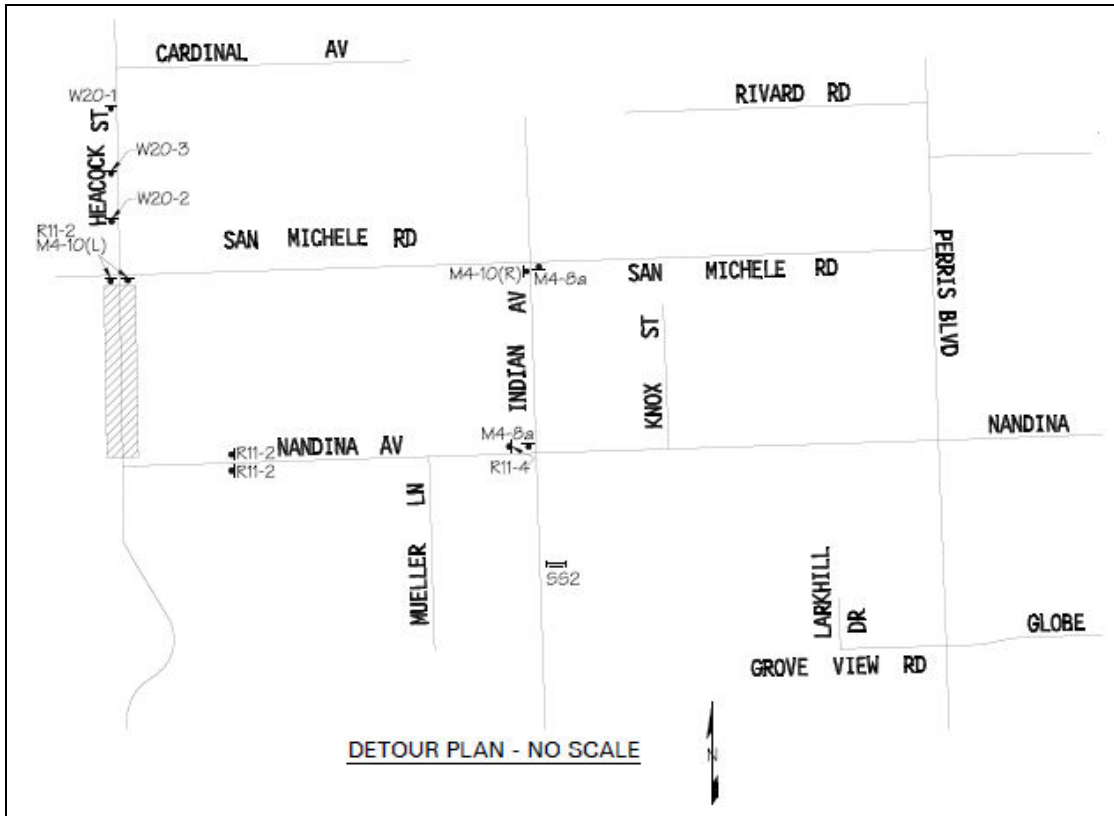 CARDINAL AV
W20-1
RIVARD RD
HEACOCK ST
W20-3
W20-2
R11-2
M4-10(L)
SAN MICHELE RD
M4-10(R)
M4-8a
SAN MICHELE RD
PERRIS BLVD
INDIAN AV
KNOX ST
M4-8a
NANDINA
R11-2
NANDINA AV
R11-2
R11-4
MUELLER LN
SS2
LARKHILL
DR
GLOBE
GROVE VIEW RD
DETOUR PLAN - NO SCALE
N